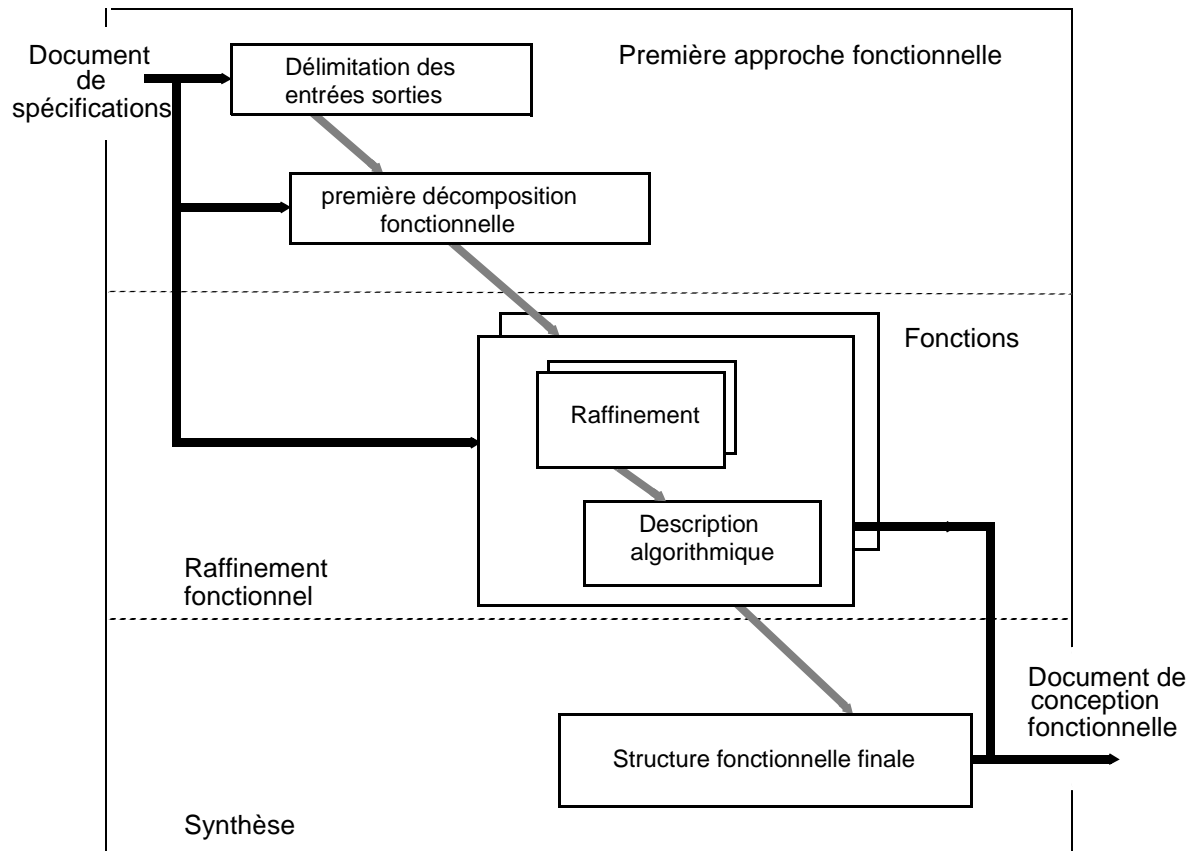 Document
de
spécifications
Délimitation des
entrées sorties
Première approche fonctionnelle
première décomposition
fonctionnelle
Fonctions
Raffinement
Description
algorithmique
Raffinement
fonctionnel
Document de
conception
fonctionnelle
Structure fonctionnelle finale
Synthèse